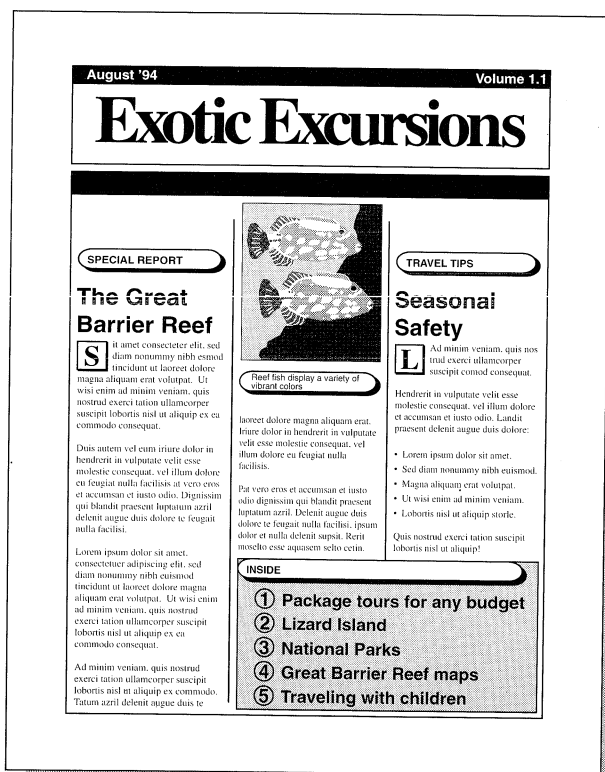 August '94
Volume 1.1
Exotic Excursions
SPECIAL REPORT
The Great
Barrier Reef
S it amet consecteter elit. sed
diam nonummy nibh esmod
tincidunt ut laoreet dolore
magna aliquam erat volutpat. Ut
wisi enim ad minim veniam. quis
nostrud exerci tation ullamcorper
suscipit lobortis nisl ut aliquip ex ea
commodo consequat.
Duis autem vel eum iriure dolor in
hendrerit in vulputate velit esse
molestie consequat. vel illum dolore
eu feugiat nulla facilisis at vero eros
et accumsan et iusto odio. Dignissim
qui blandit praesent luptatum azril
delenit augue duis dolore te feugait
nulla facilisi.
Lorem ipsum dolor sit amet.
consectetuer adipiscing elit. sed
diam nonummy nibh euismod
tincidunt ut laoreet dolore magna
aliquam erat volutpat. Ut wisi enim
ad minim veniam. quis nostrud
exerci tation ullamcorper suscipit
lobortis nisl ut aliquip ex ea
commodo consequat.
Ad minim veniam. quis nostrud
exerci tation ullamcorper suscipit
lobortis nisl ut aliquip ex commodo.
Tatum azril delenit augue duis te
Reef fish display a variety of
vibrant colors
laoreet dolore magna aliquam erat.
Iriure dolor in hendrerit in vulputate
velit esse molestie consequat. vel
illum dolore eu feugiat nulla
facilisis.
Pat vero eros et accumsan et iusto
odio dignissim qui blandit praesent
luptatum azril. Delenit augue duis
dolore te feugait nulla facilisi. ipsum
dolor et nulla delenit supsit. Rerit
moselto esse aquasem selto cetin.
TRAVEL TIPS
Seasonal
Safety
L Ad minim veniam. quis nos
trud exerci ullamcorper
suscipit comod consequat.
Hendrerit in vulputate velit esse
molestie consequat. vel illum dolore
et accumsan et iusto odio. Landit
praesent delenit augue duis dolore:
• Lorem ipsum dolor sit amet.
• Sed diam nonummy nibh euismod.
• Magna aliquam erat volutpat.
• Ut wisi enim ad minim veniam.
• Lobortis nisl ut aliquip storle.
Quis nostrud exerci tation suscipit
lobortis nisl ut aliquip!
INSIDE
① Package tours for any budget
② Lizard Island
③ National Parks
④ Great Barrier Reef maps
⑤ Traveling with children